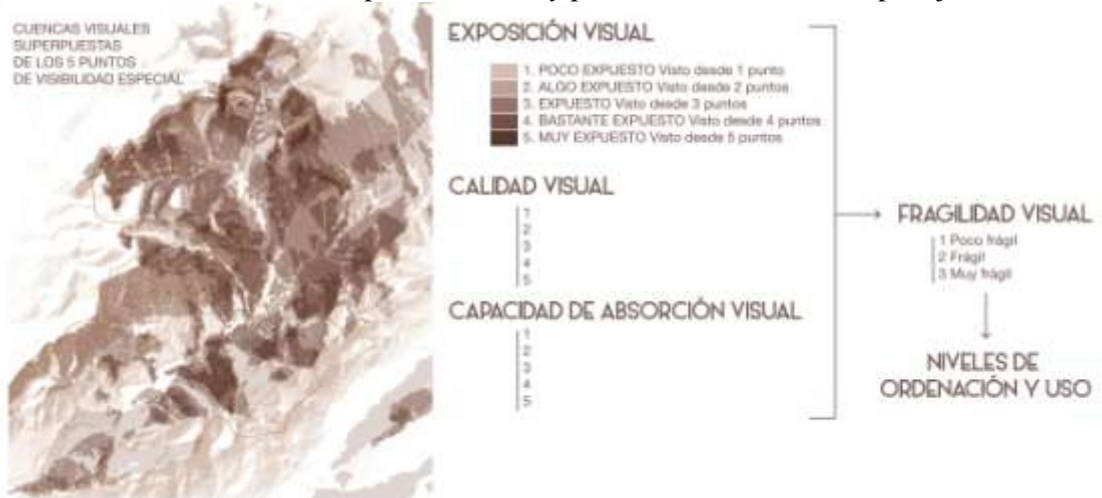 CUENCAS VISUALES
SUPERPUESTAS
DE LOS 5 PUNTOS
DE VISIBILIDAD ESPECIAL
EXPOSICIÓN VISUAL
1. POCO EXPUESTO Visto desde 1 punto
2. ALGO EXPUESTO Visto desde 2 puntos
3. EXPUESTO Visto desde 3 puntos
4. BASTANTE EXPUESTO Visto desde 4 puntos
5. MUY EXPUESTO Visto desde 5 puntos
CALIDAD VISUAL
1
2
3
4
5
CAPACIDAD DE ABSORCIÓN VISUAL
1
2
3
4
5
FRAGILIDAD VISUAL
1 Poco frágil
2 Frágil
3 Muy frágil
NIVELES DE
ORDENACIÓN Y USO